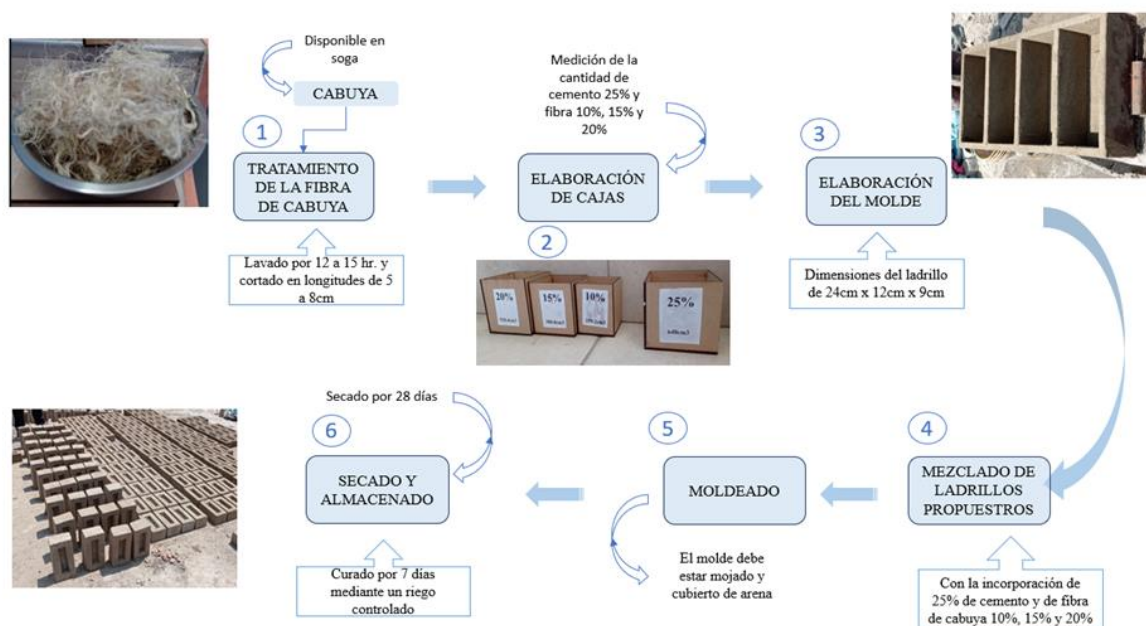 Disponible en
soga
CABUYA
1
TRATAMIENTO
DE LA FIBRA
DE CABUYA
Lavado por 12 a 15 hr. y
cortado en longitudes de 5
a 8cm
Medición de la
cantidad de
cemento 25% y
fibra 10%, 15% y
20%
ELABORACIÓN
DE CAJAS
2
20%
15%
10%
25%
3
ELABORACIÓN
DEL MOLDE
Dimensiones del ladrillo
de 24cm x 12cm x 9cm
4
MEZCLADO DE
LADRILLOS
PROPUESTROS
Con la incorporación de
25% de cemento y de fibra
de cabuya 10%, 15% y 20%
5
MOLDEADO
El molde debe
estar mojado y
cubierto de arena
Secado por 28 días
6
SECADO Y
ALMACENADO
Curado por 7 días
mediante un riego
controlado